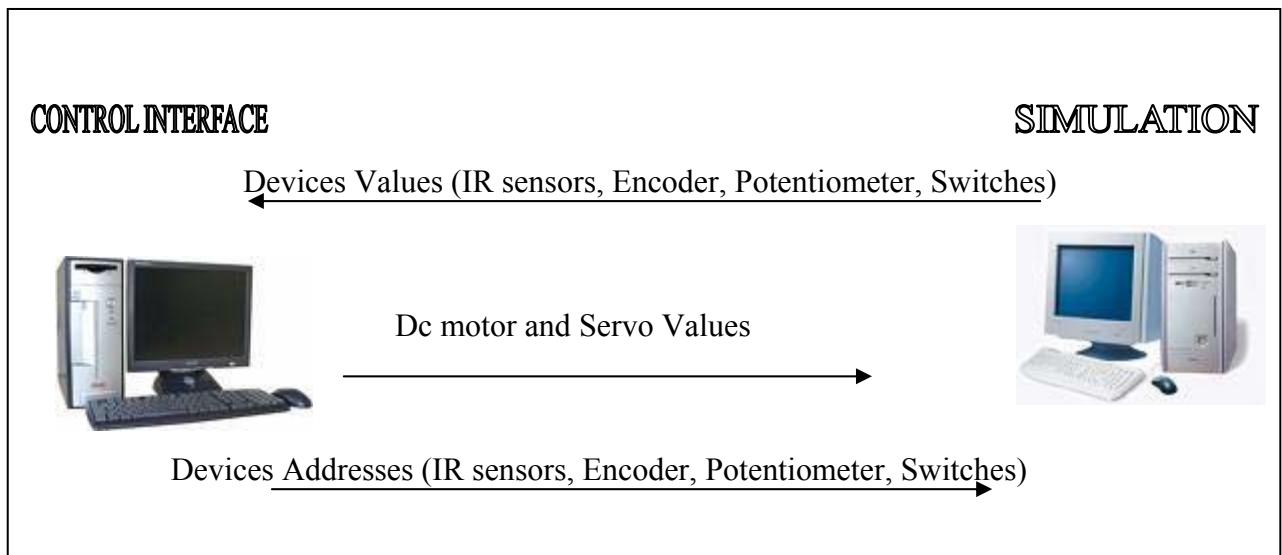 CONTROL INTERFACE
SIMULATION
Devices Values (IR sensors, Encoder, Potentiometer, Switches)
Dc motor and Servo Values
Devices Addresses (IR sensors, Encoder, Potentiometer, Switches)